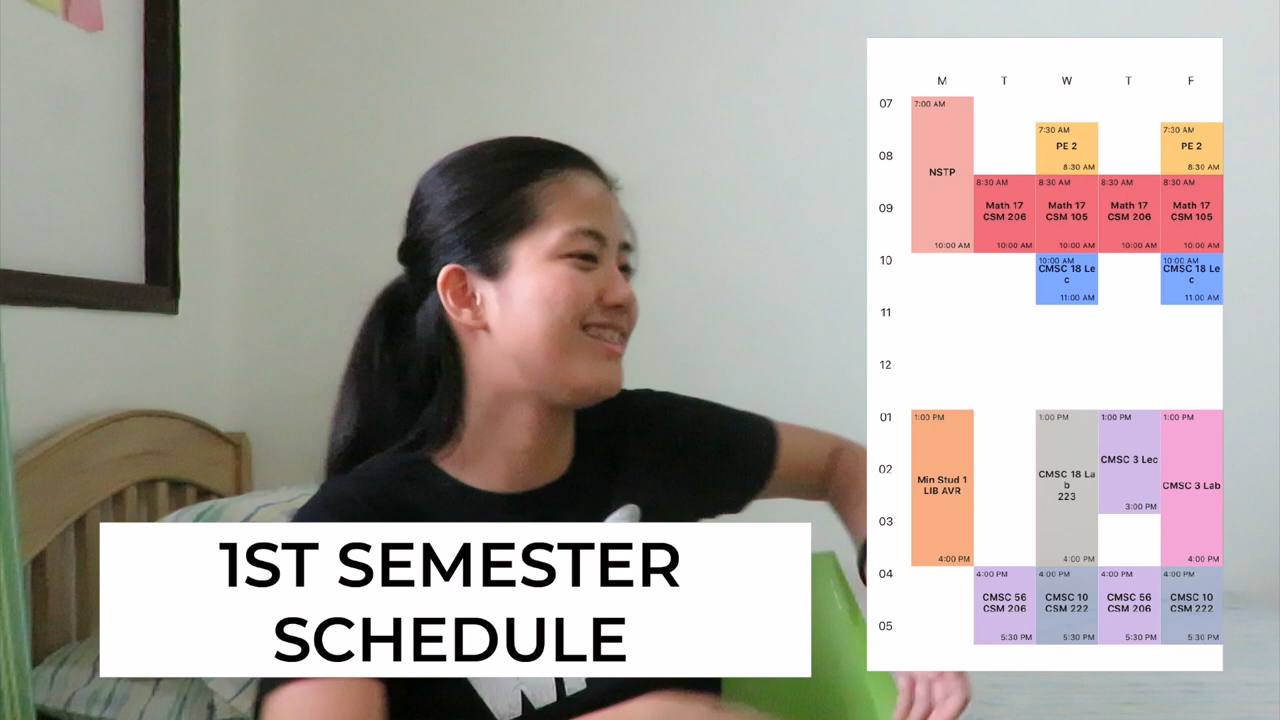 M T W T F
07
7:00 AM
NSTP
10:00 AM
7:30 AM
PE 2
8:30 AM
7:30 AM
PE 2
8:30 AM
08
8:30 AM
Math 17
CSM 206
10:00 AM
8:30 AM
Math 17
CSM 105
10:00 AM
8:30 AM
Math 17
CSM 206
10:00 AM
8:30 AM
Math 17
CSM 105
10:00 AM
09
10
10:00 AM
CMSC 18 Le
c
11:00 AM
10:00 AM
CMSC 18 Le
c
11:00 AM
11
12
01
1:00 PM
Min Stud 1
LIB AVR
4:00 PM
1:00 PM
CMSC 18 La
b
223
4:00 PM
1:00 PM
CMSC 3 Lec
3:00 PM
1:00 PM
CMSC 3 Lab
4:00 PM
02
03
04
4:00 PM
CMSC 56
CSM 206
5:30 PM
4:00 PM
CMSC 10
CSM 222
5:30 PM
4:00 PM
CMSC 56
CSM 206
5:30 PM
4:00 PM
CMSC 10
CSM 222
5:30 PM
05
1ST SEMESTER
SCHEDULE